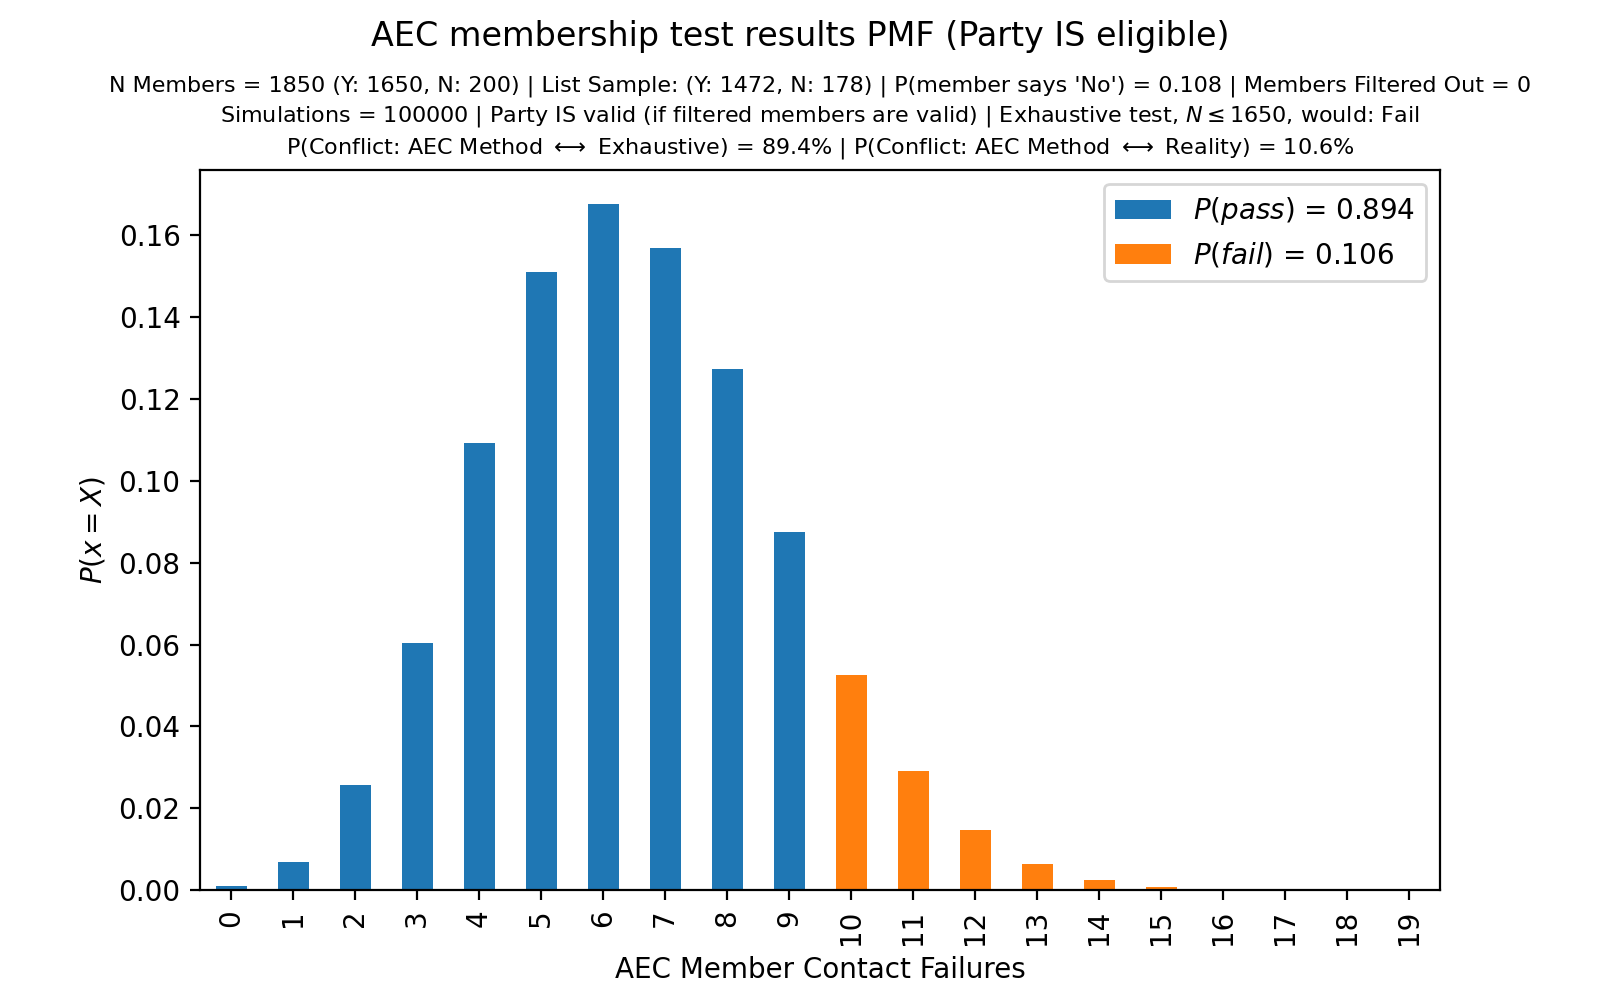 AEC membership test results PMF (Party IS eligible)
N Members = 1850 (Y: 1650, N: 200) | List Sample: (Y: 1472, N: 178) | P(member says 'No') = 0.108 | Members Filtered Out = 0
Simulations = 100000 | Party IS valid (if filtered members are valid) | Exhaustive test, N ≤ 1650, would: Fail
P(Conflict: AEC Method ⟷ Exhaustive) = 89.4% | P(Conflict: AEC Method ⟷ Reality) = 10.6%
P(pass) = 0.894
P(fail) = 0.106
0.16
0.14
0.12
0.10
0.08
0.06
0.04
0.02
0.00
P(x = X)
0 1 2 3 4 5 6 7 8 9 10 11 12 13 14 15 16 17 18 19
AEC Member Contact Failures